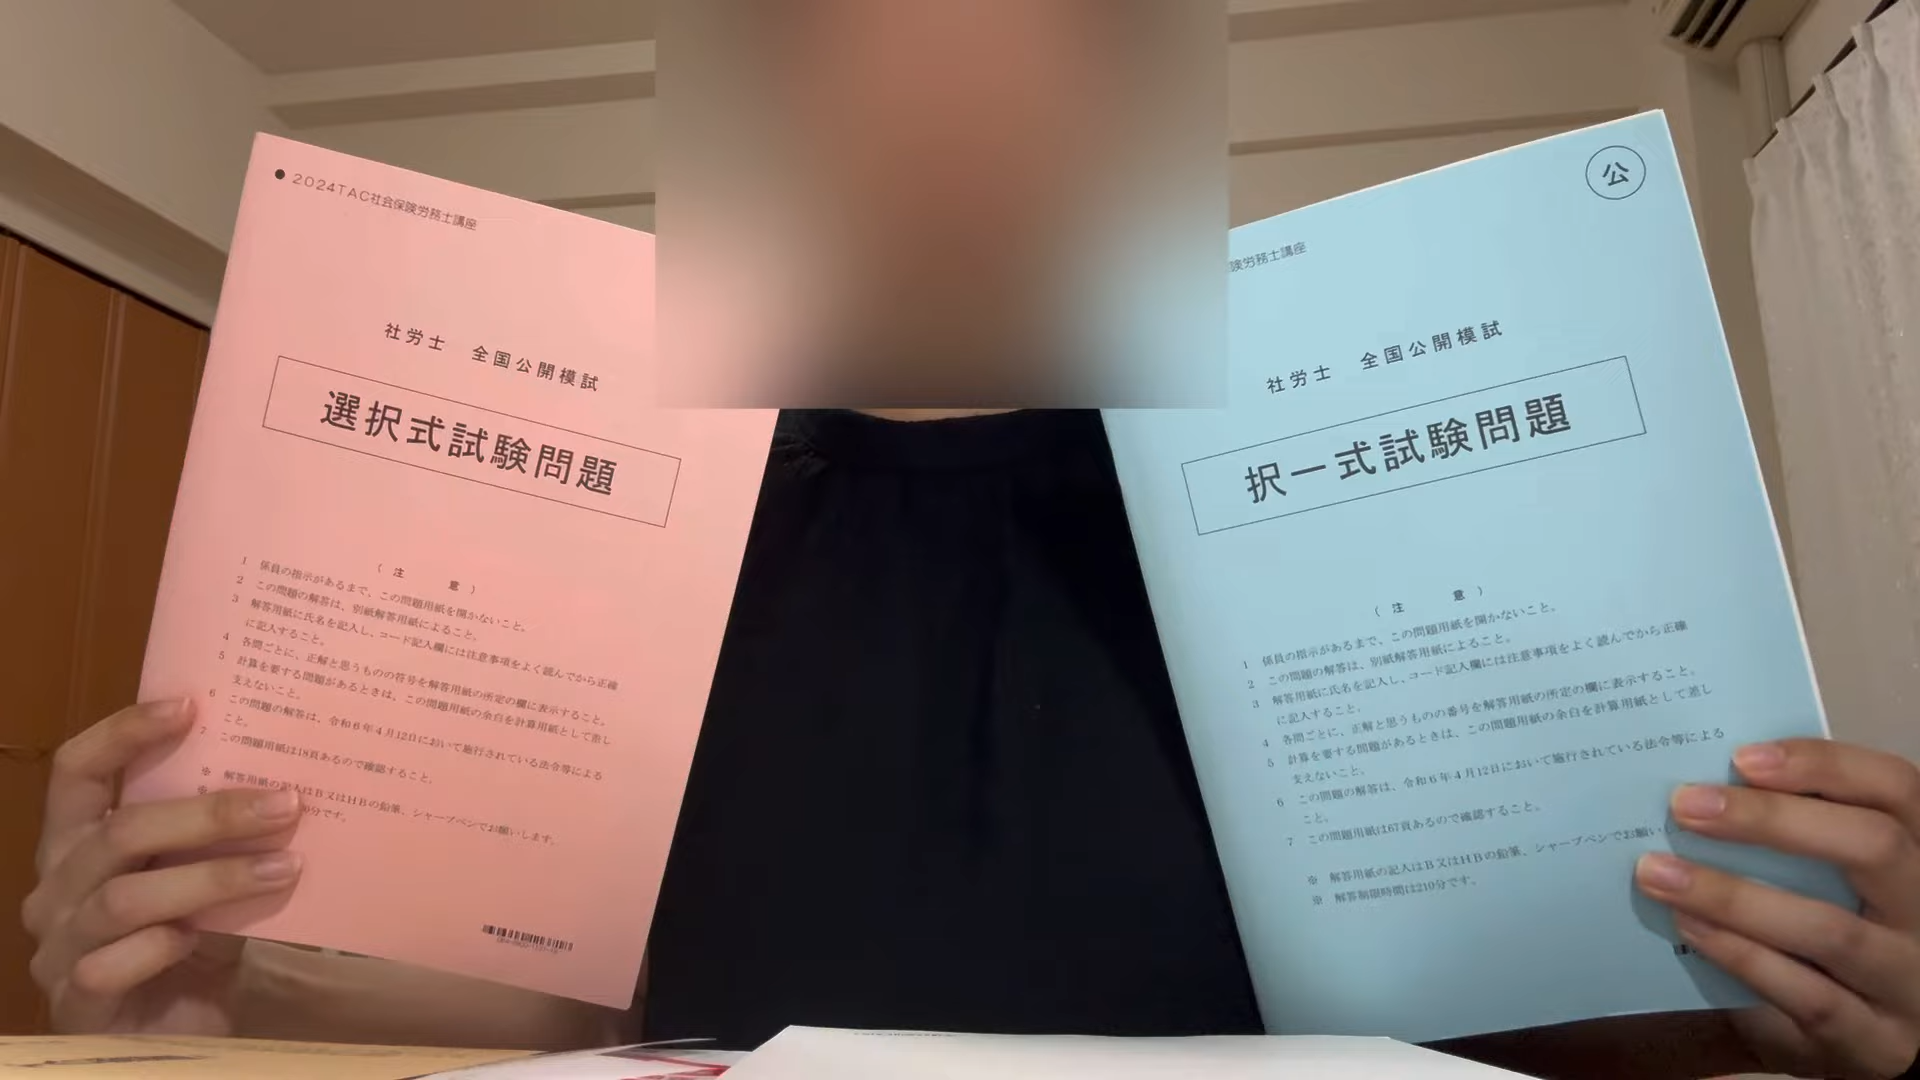 ●2024TAC社会保険労務士講座
社労士 全国公開模試
選択式試験問題
(注 意)
1 係員の指示があるまで、この問題用紙を開かないこと。
2 この問題の解答は、別紙解答用紙によること。
3 解答用紙に氏名を記入し、コード記入欄には注意事項をよく読んでから正確
に記入すること。
4 各問ごとに、正解と思うものの符号を解答用紙の所定の欄に表示すること。
5 計算を要する問題があるときは、この問題用紙の余白を計算用紙として差し
支えないこと。
6 この問題の解答は、令和6年4月12日において施行されている法令等による
こと。
7 この問題用紙は18頁あるので確認すること。
※ 解答用紙の記入はB又はHBの鉛筆、シャープペンでお願いします。
※ 0分です。
公
険労務士講座
社労士 全国公開模試
択一式試験問題
(注 意)
1 係員の指示があるまで、この問題用紙を開かないこと。
2 この問題の解答は、別紙解答用紙によること。
3 解答用紙に氏名を記入し、コード記入欄には注意事項をよく読んでから正確
に記入すること。
4 各問ごとに、正解と思うものの番号を解答用紙の所定の欄に表示すること。
5 計算を要する問題があるときは、この問題用紙の余白を計算用紙として差し
支えないこと。
6 この問題の解答は、令和6年4月12日において施行されている法令等による
こと。
7 この問題用紙は67頁あるので確認すること。
※ 解答用紙の記入はB又はHBの鉛筆、シャープペンでお願いし
※ 解答制限時間は210分です。